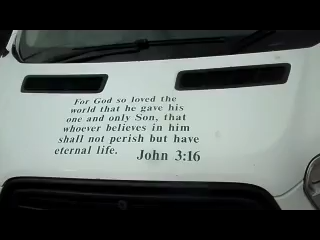 For God so loved the
world that he gave his
one and only Son, that
whoever believes in him
shall not perish but have
eternal life. John 3:16